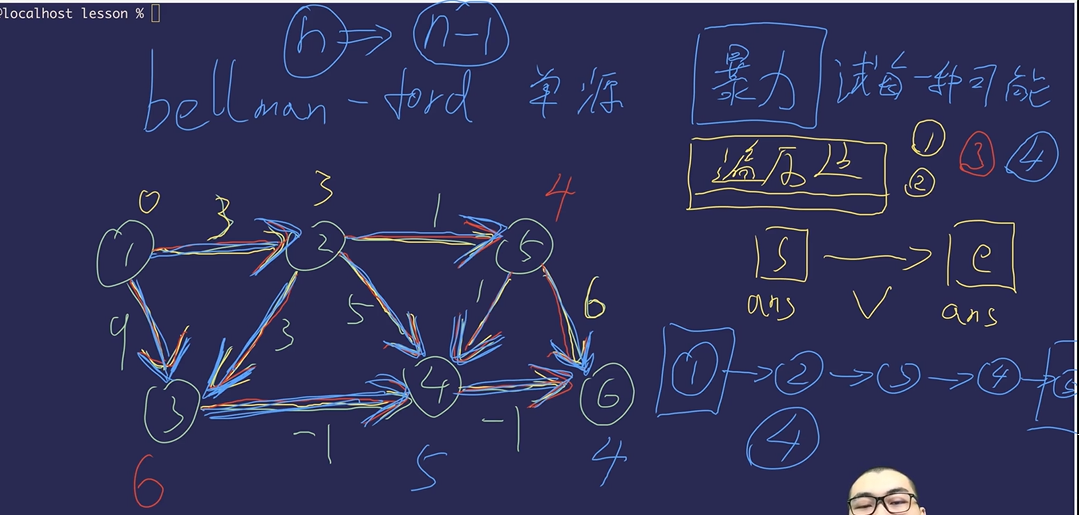 @localhost lesson %
n → n-1
bellman-ford 单源
暴力 试每一种可能
遍历边 ① ② ③ ④
s → e
ans V ans
① → ② → ③ → ④ → ⑤
④
0 3 3 1 4
1 2 5
9 3 5 1 6
3 4 6
-1 -1
6 5 4